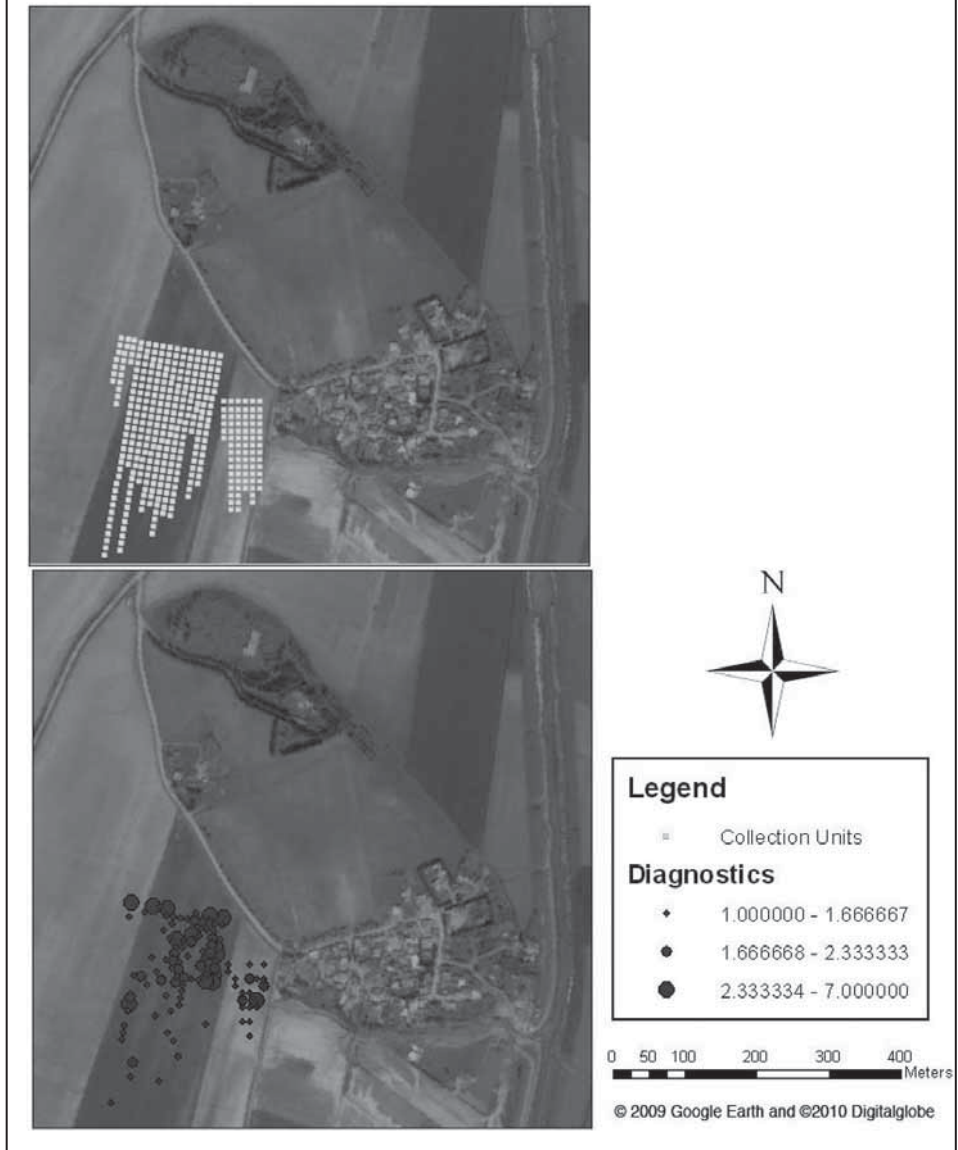 N
Legend
Collection Units
Diagnostics
1.000000 - 1.666667
1.666668 - 2.333333
2.333334 - 7.000000
0 50 100 200 300 400
Meters
© 2009 Google Earth and ©2010 Digitalglobe